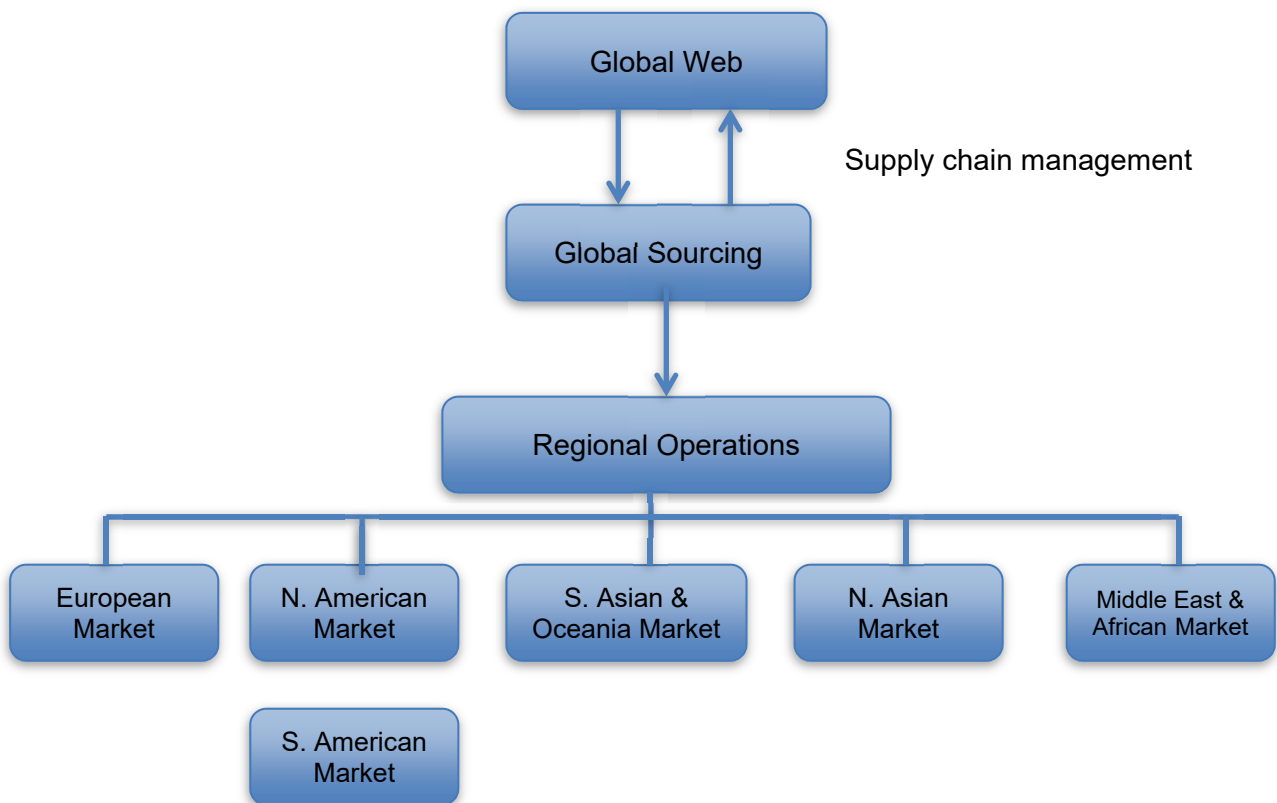 Global Web
Supply chain management
Global Sourcing
Regional Operations
European
Market
N. American
Market
S. Asian &
Oceania Market
N. Asian
Market
Middle East &
African Market
S. American
Market